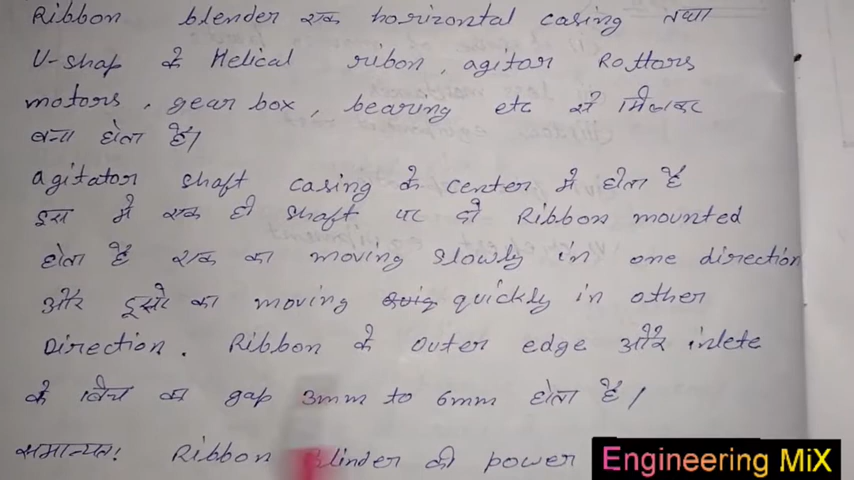 Ribbon blender एक horizontal casing तथा
U-shap के Helical ribon, agitor Rottors
motors, gear box, bearing etc से मिलकर
बना होता है।
agitator shaft casing के center में होता है
इस में एक ही shaft पर दो Ribbon mounted
होता है एक का moving slowly in one direction
और दूसरे का moving quickly in other
Direction. Ribbon के outer edge और inlete
के बिच का gap 3mm to 6mm होता है।
समान्यतः Ribbon blinder की power
Engineering MiX